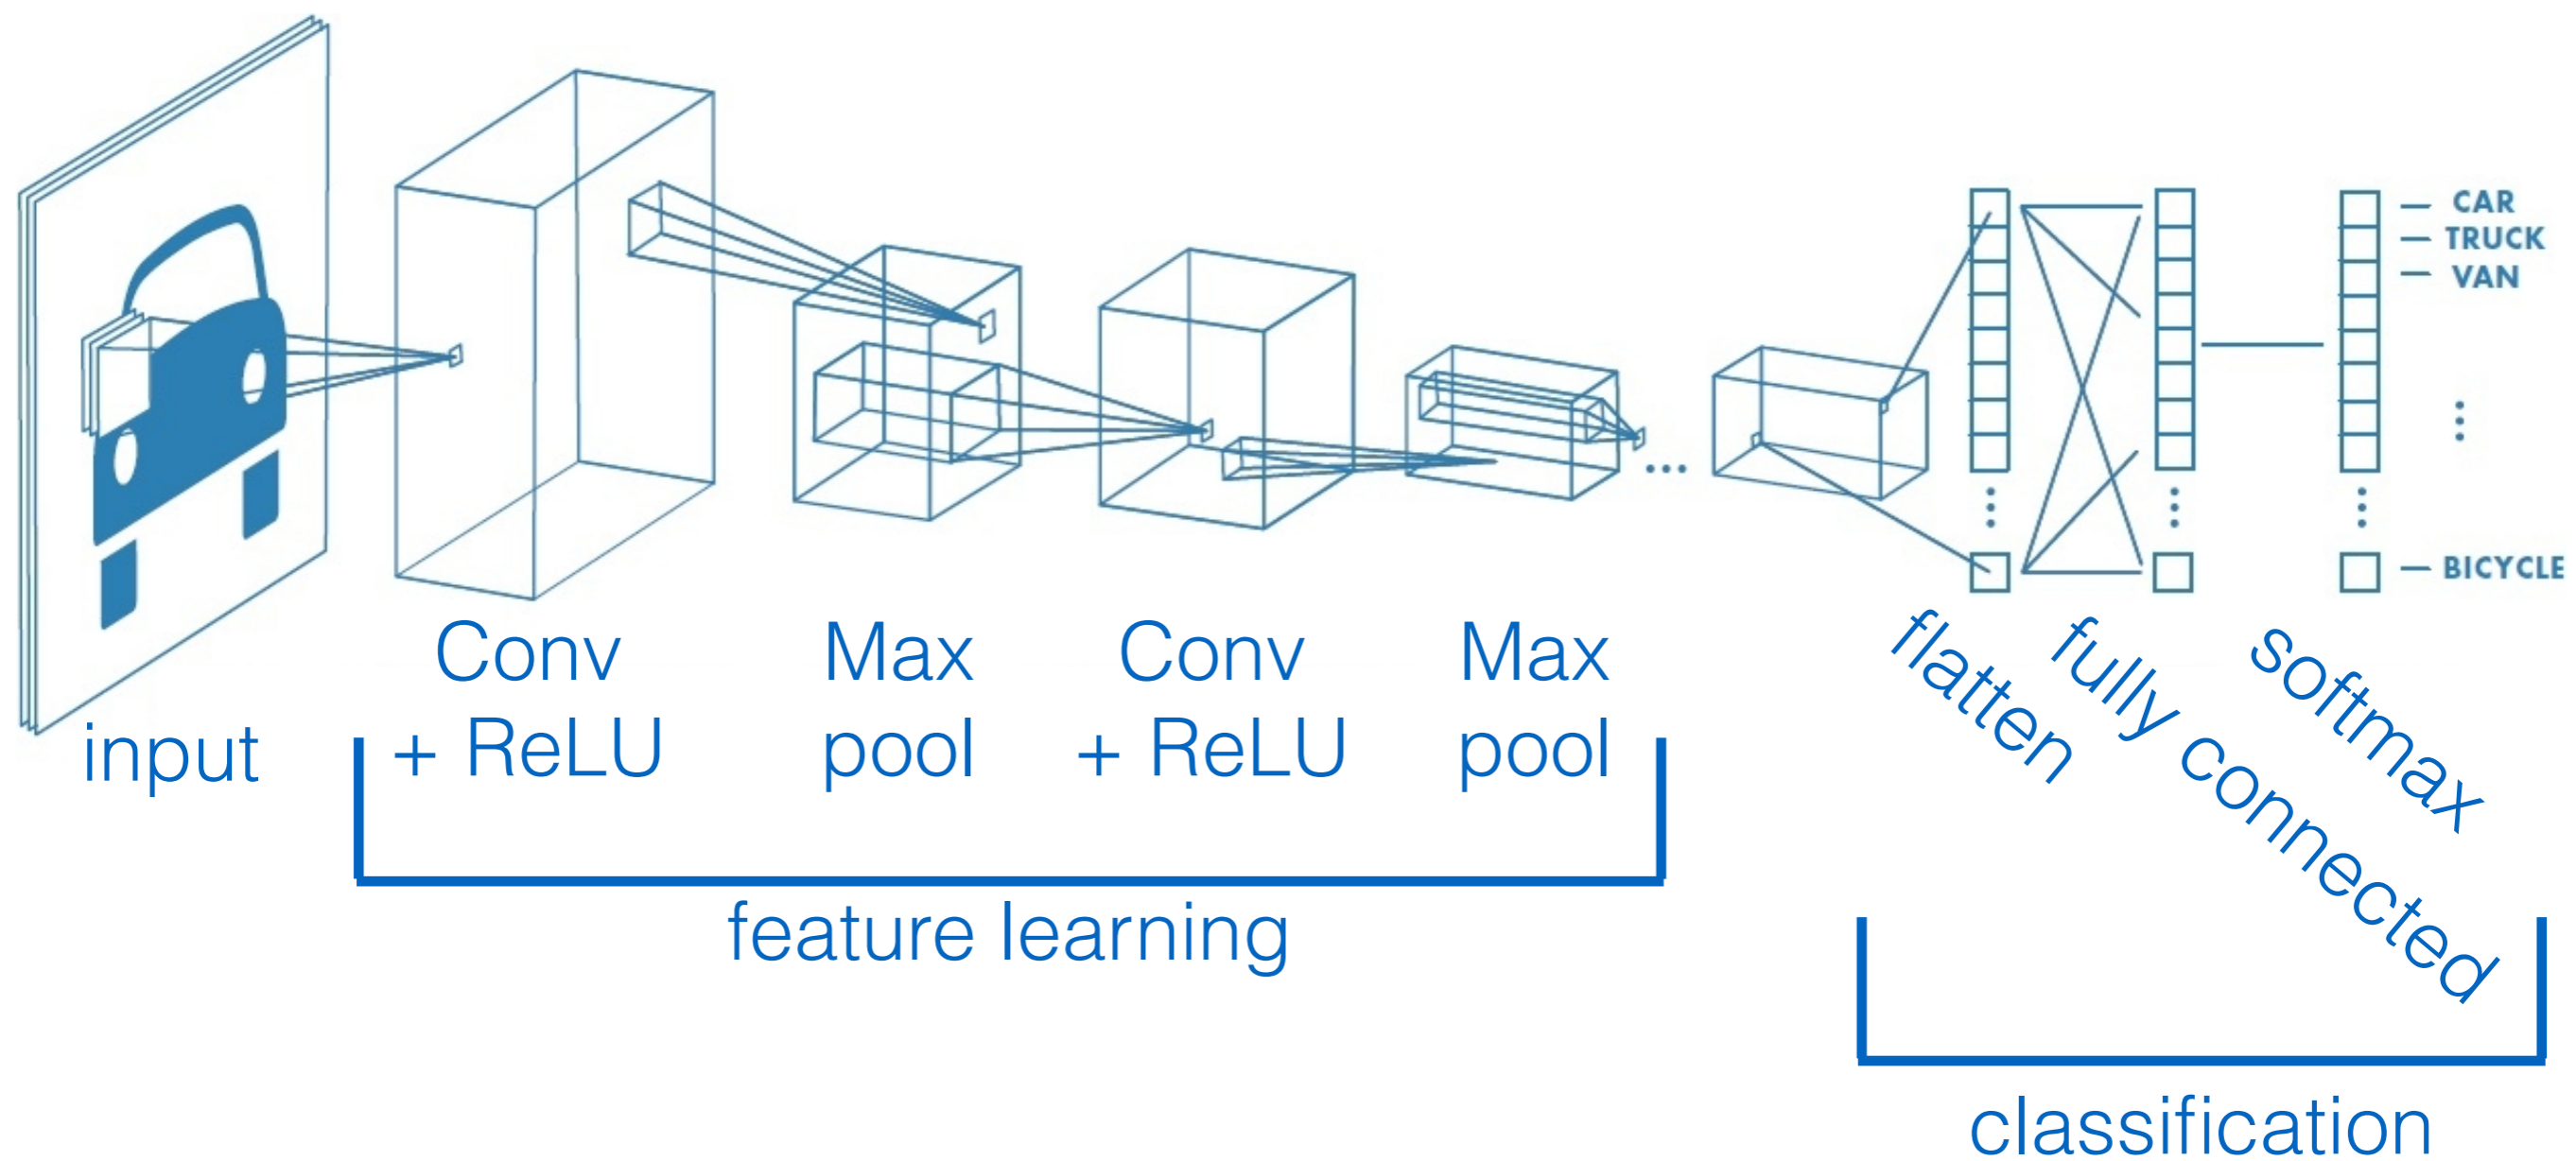 CAR
TRUCK
VAN
BICYCLE
input
Conv
+ ReLU
Max
pool
Conv
+ ReLU
Max
pool
flatten
fully connected
softmax
feature learning
classification